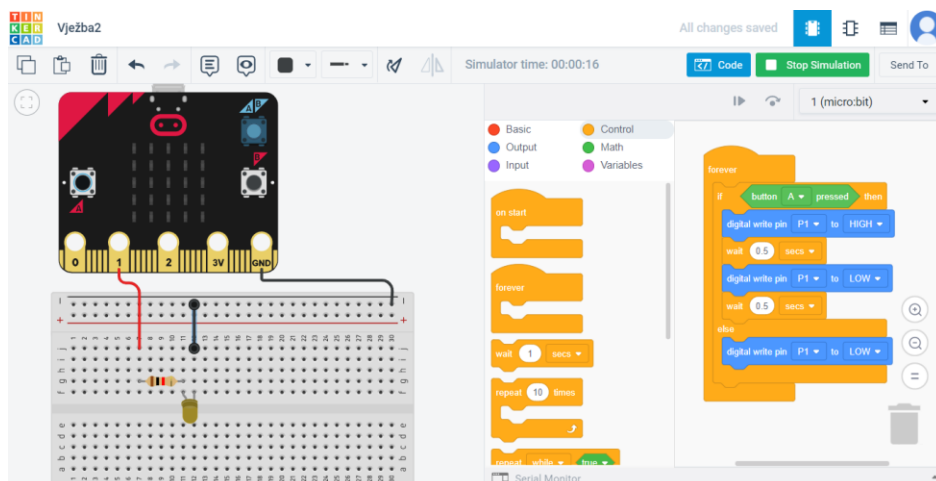 TIN
KER
CAD
Vježba2
All changes saved
Simulator time: 00:00:16
Code
Stop Simulation
Send To
1 (micro:bit)
A B
B
A
0 1 2 3V GND
Basic
Control
Output
Math
Input
Variables
on start
forever
wait 1 secs
repeat 10 times
repeat while true
forever
if button A pressed then
digital write pin P1 to HIGH
wait 0.5 secs
digital write pin P1 to LOW
wait 0.5 secs
else
digital write pin P1 to LOW
Serial Monitor